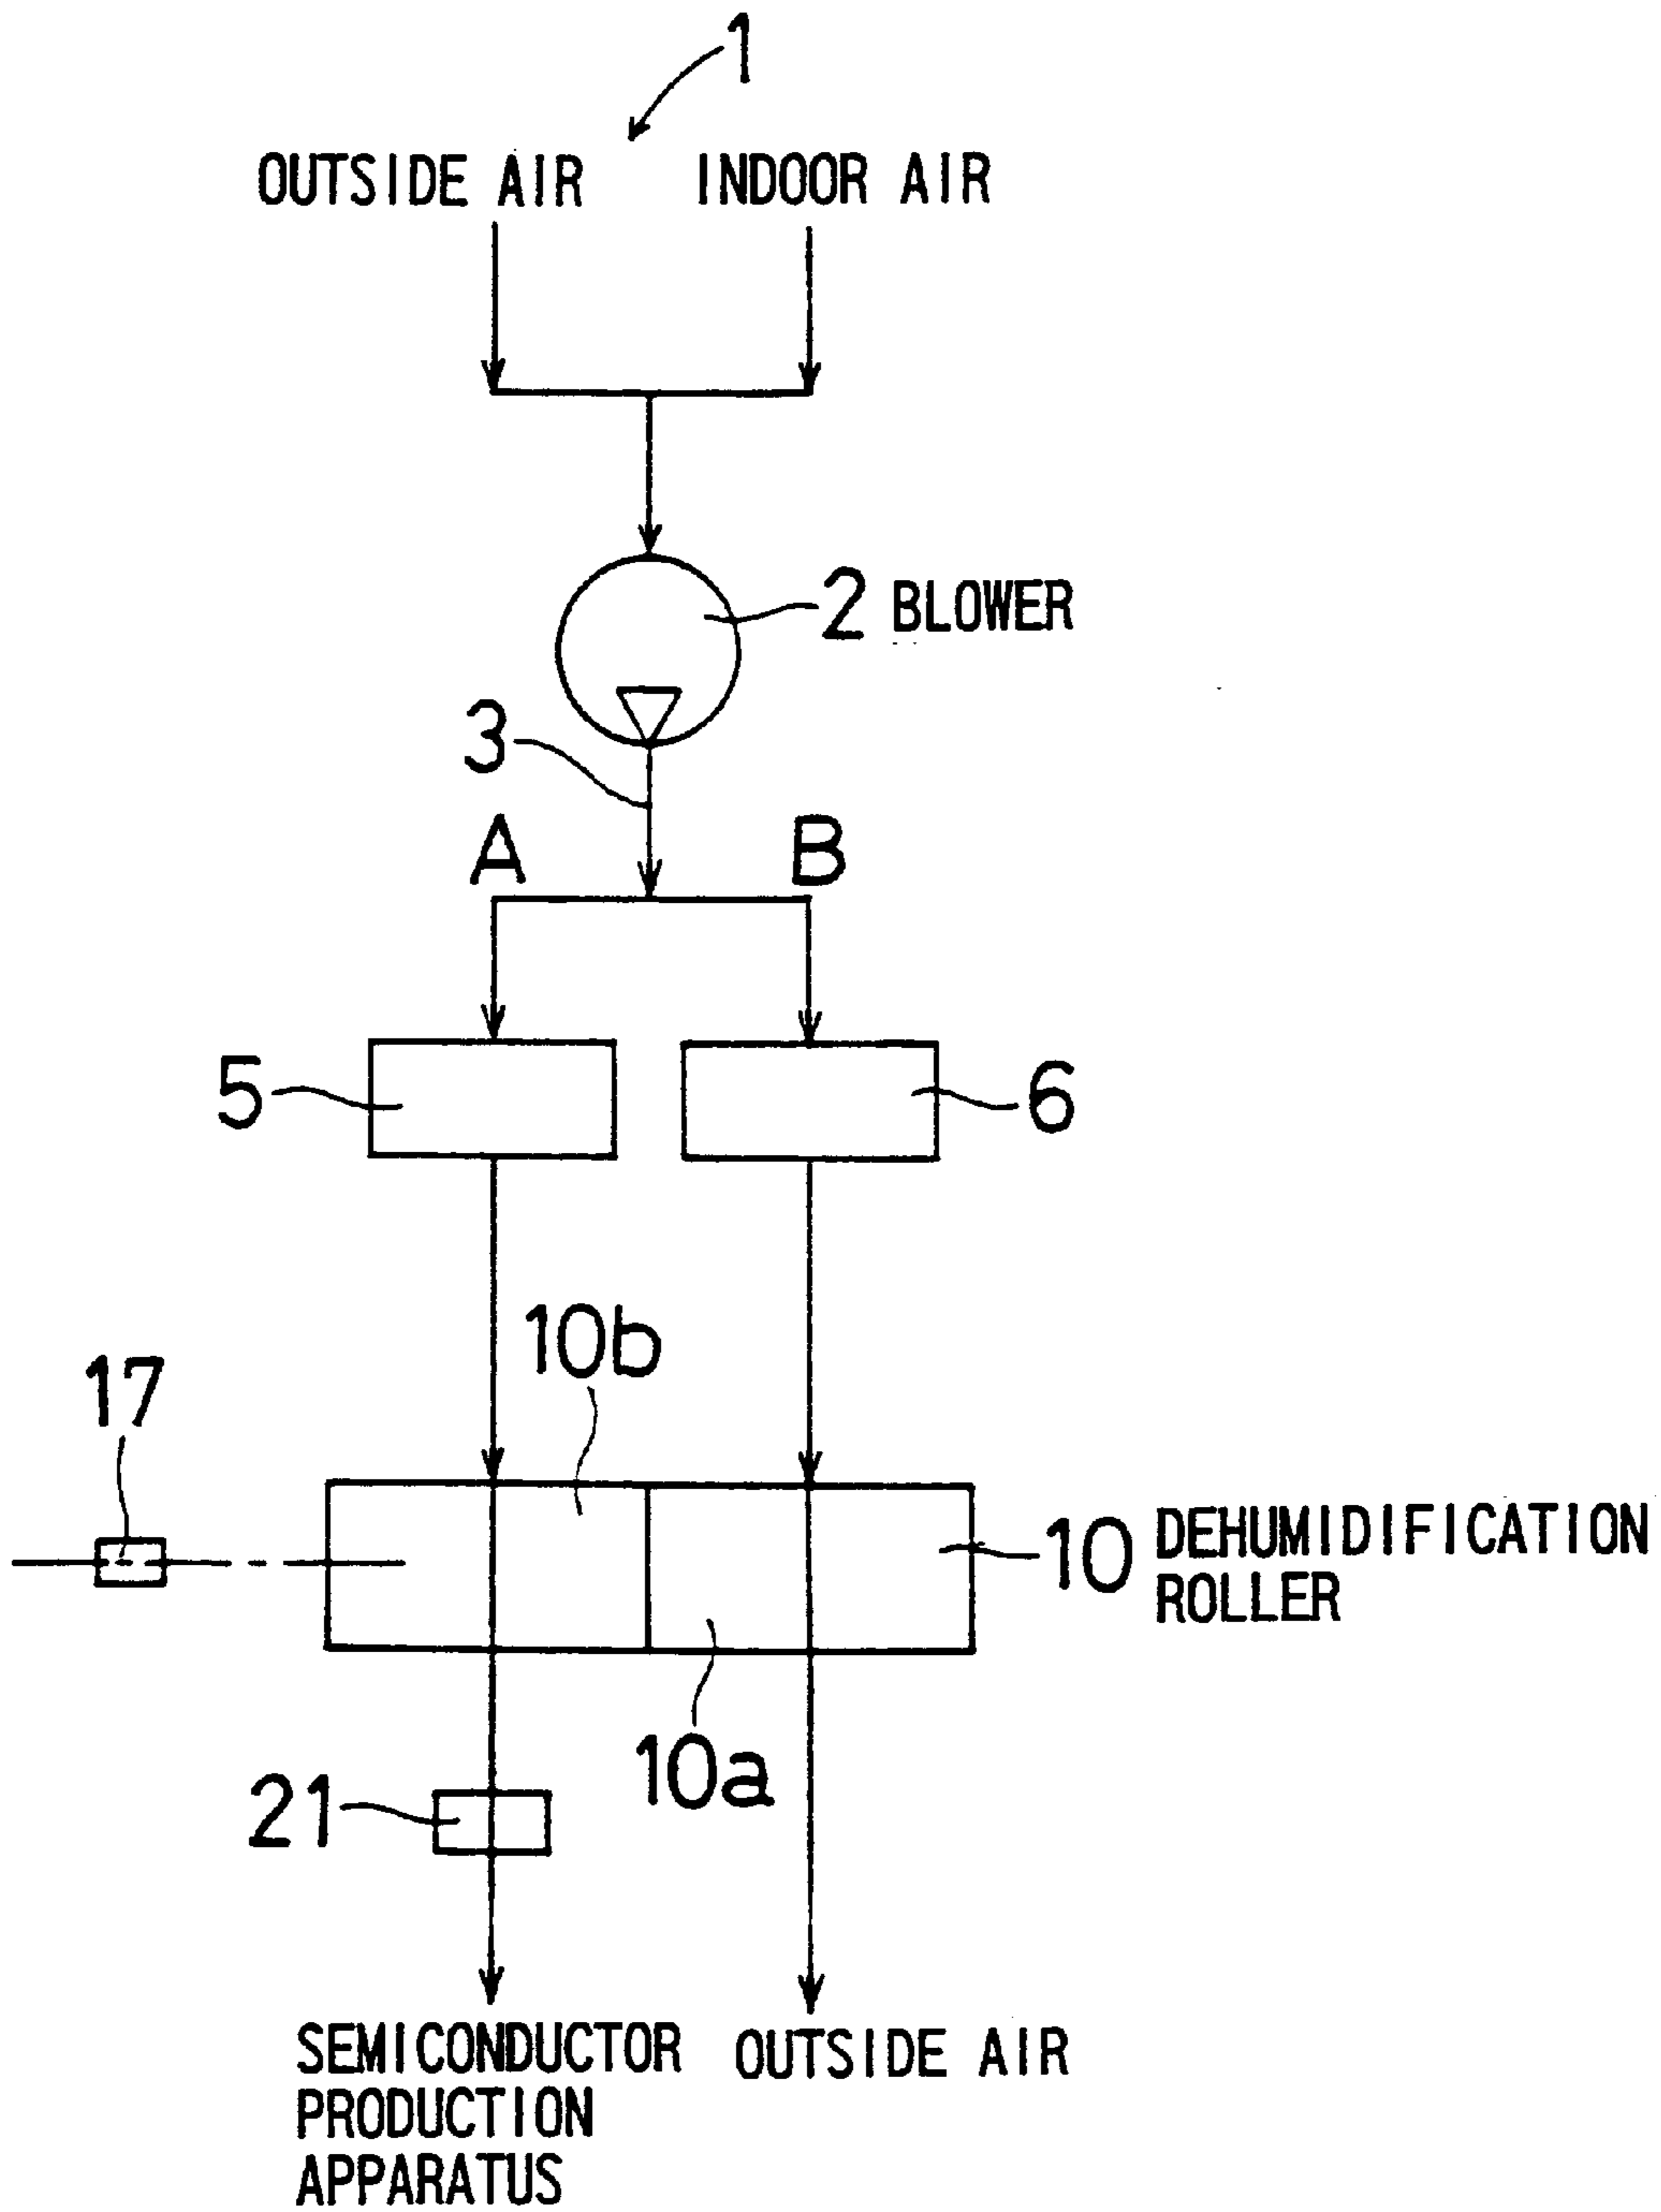 1
OUTSIDE AIR INDOOR AIR
2 BLOWER
3
A B
5 6
10b
17
10 DEHUMIDIFICATION
ROLLER
10a
21
SEMICONDUCTOR OUTSIDE AIR
PRODUCTION
APPARATUS